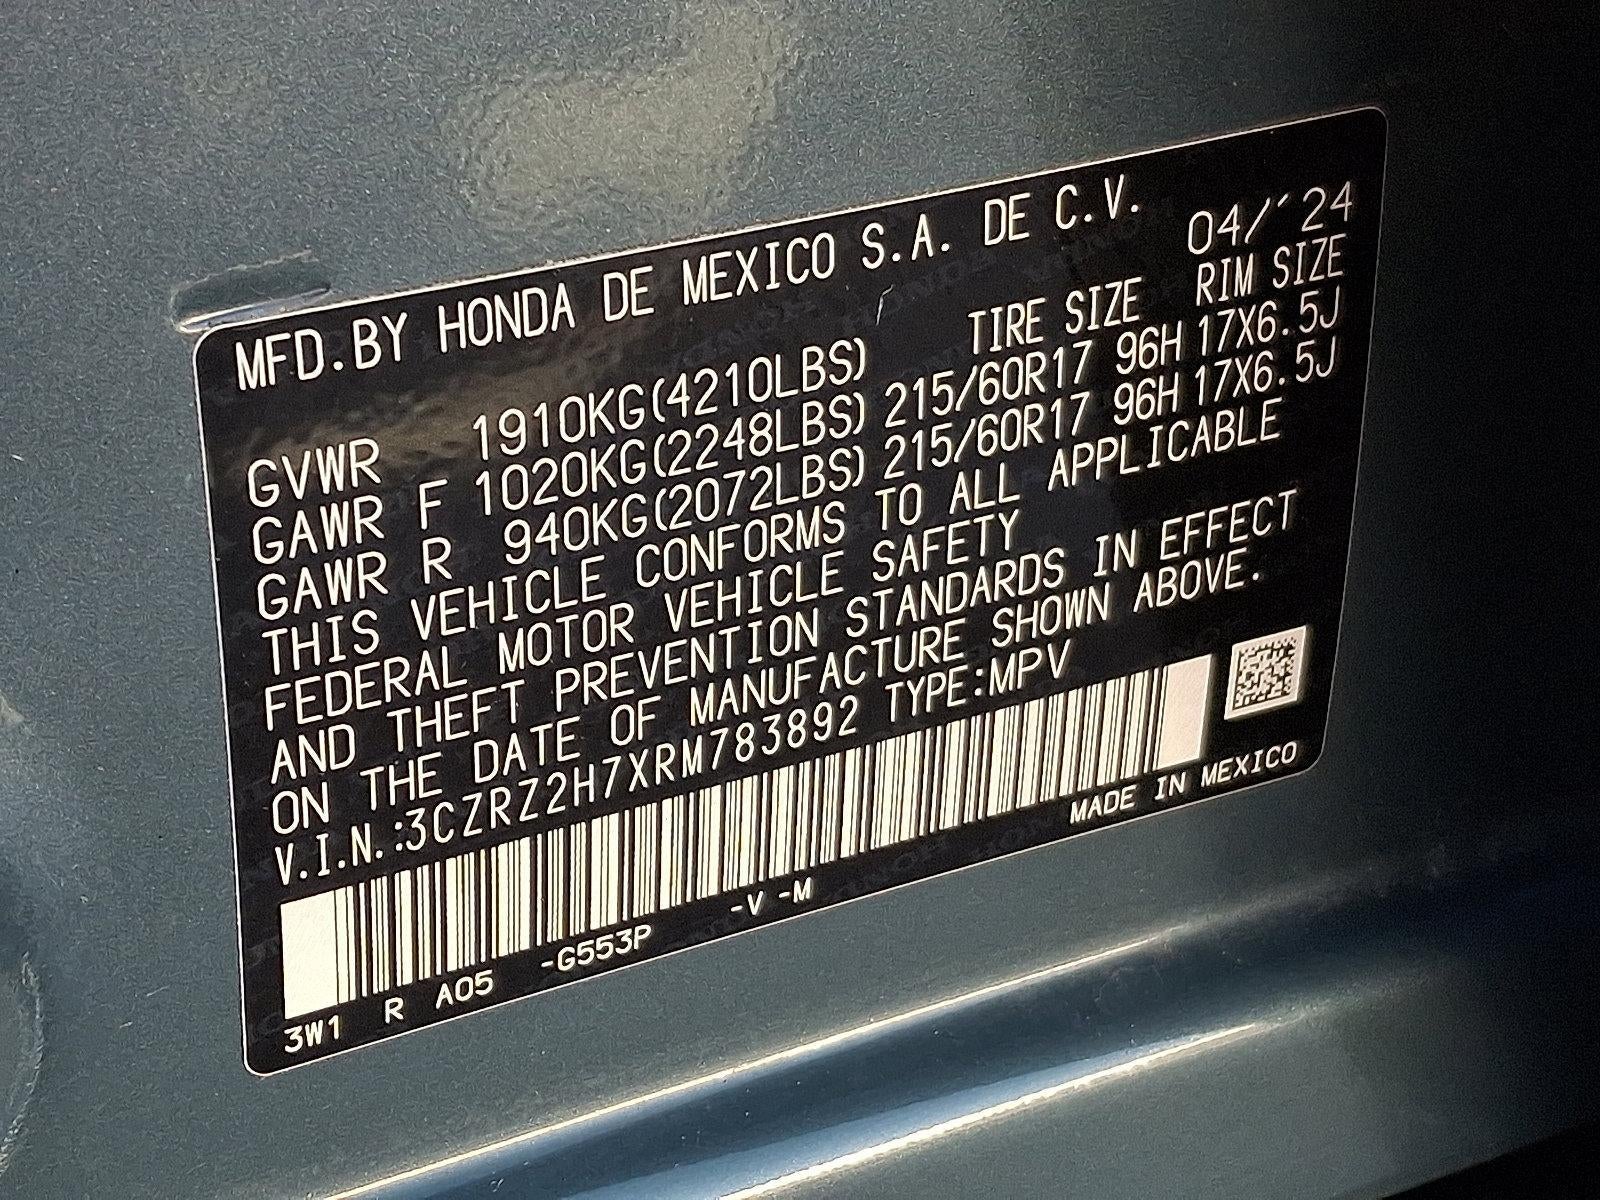 MFD.BY HONDA DE MEXICO S.A. DE C.V.
04/´24
TIRE SIZE RIM SIZE
GVWR 1910KG(4210LBS)
GAWR F 1020KG(2248LBS) 215/60R17 96H 17X6.5J
GAWR R 940KG(2072LBS) 215/60R17 96H 17X6.5J
THIS VEHICLE CONFORMS TO ALL APPLICABLE
FEDERAL MOTOR VEHICLE SAFETY
AND THEFT PREVENTION STANDARDS IN EFFECT
ON THE DATE OF MANUFACTURE SHOWN ABOVE.
V.I.N.:3CZRZ2H7XRM783892 TYPE:MPV
MADE IN MEXICO
3W1 R A05 -G553P -V -M